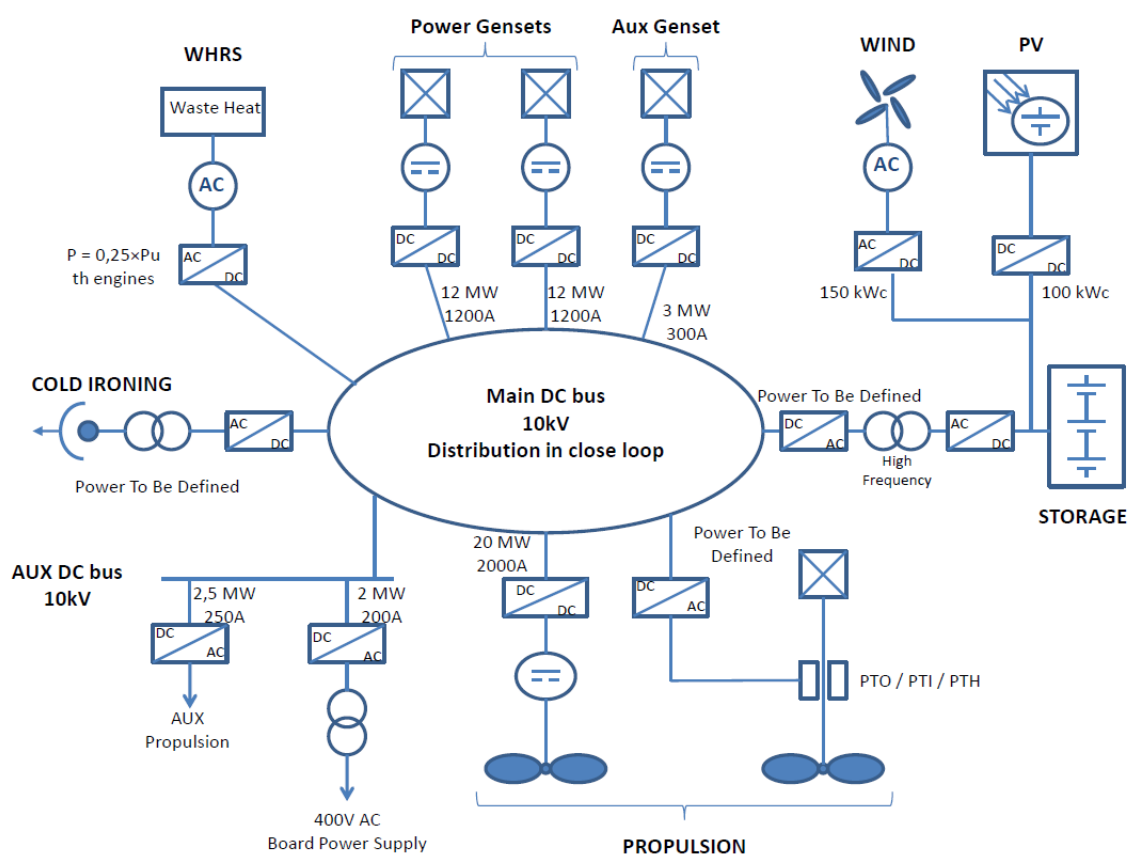 Power Gensets
Aux Genset
WHRS
WIND
PV
Waste Heat
AC
AC
P = 0,25×Pu
th engines
AC
DC
DC
DC
DC
DC
DC
DC
AC
DC
DC
DC
12 MW
1200A
12 MW
1200A
3 MW
300A
150 kWc
100 kWc
COLD IRONING
AC
DC
Power To Be Defined
Main DC bus
10kV
Distribution in close loop
Power To Be Defined
DC
AC
High
Frequency
AC
DC
STORAGE
AUX DC bus
10kV
2,5 MW
250A
DC
AC
AUX
Propulsion
2 MW
200A
DC
AC
400V AC
Board Power Supply
20 MW
2000A
DC
DC
Power To Be
Defined
DC
AC
PTO / PTI / PTH
PROPULSION